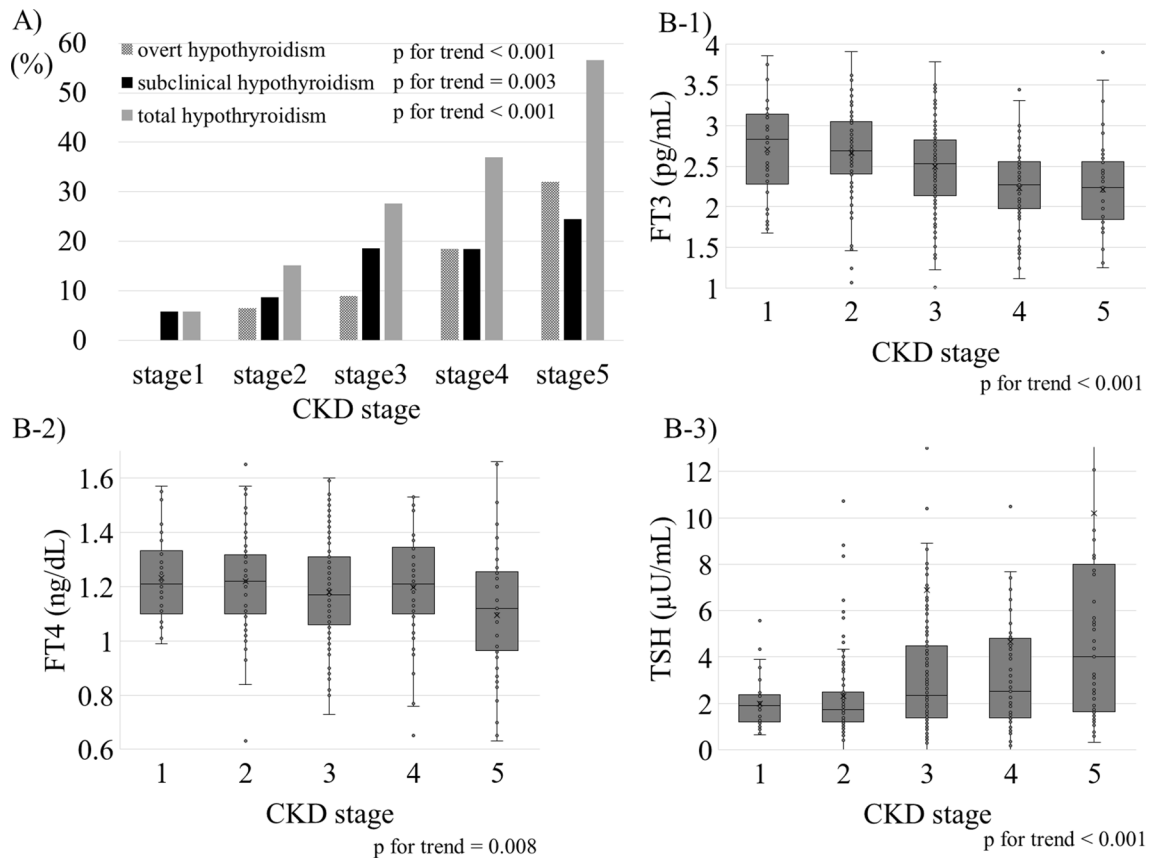 A)
(%)
60
50
40
30
20
10
0
overt hypothyroidism p for trend < 0.001
subclinical hypothyroidism p for trend = 0.003
total hypothryroidism p for trend < 0.001
stage1 stage2 stage3 stage4 stage5
CKD stage
B-1)
FT3 (pg/mL)
4
3.5
3
2.5
2
1.5
1
1 2 3 4 5
CKD stage
p for trend < 0.001
B-2)
FT4 (ng/dL)
1.6
1.4
1.2
1
0.8
0.6
1 2 3 4 5
CKD stage
p for trend = 0.008
B-3)
TSH (μU/mL)
12
10
8
6
4
2
0
1 2 3 4 5
CKD stage
p for trend < 0.001